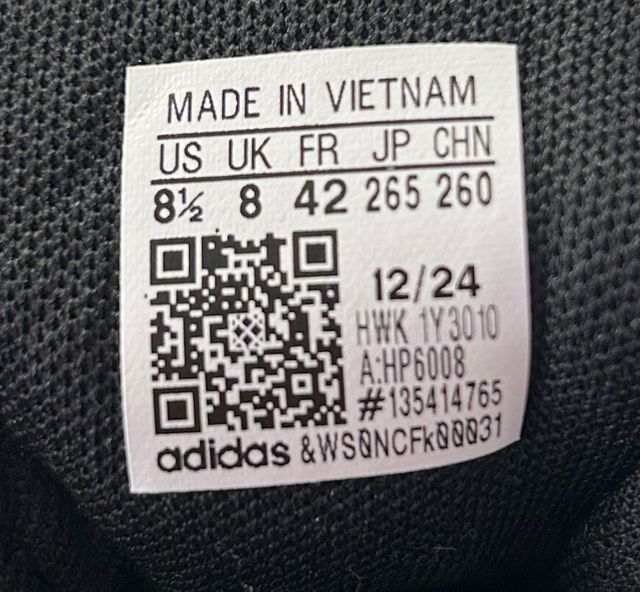 MADE IN VIETNAM
US UK FR JP CHN
8½ 8 42 265 260
12/24
HWK 1Y3010
A:HP6008
#135414765
adidas &WS0NCFk00031